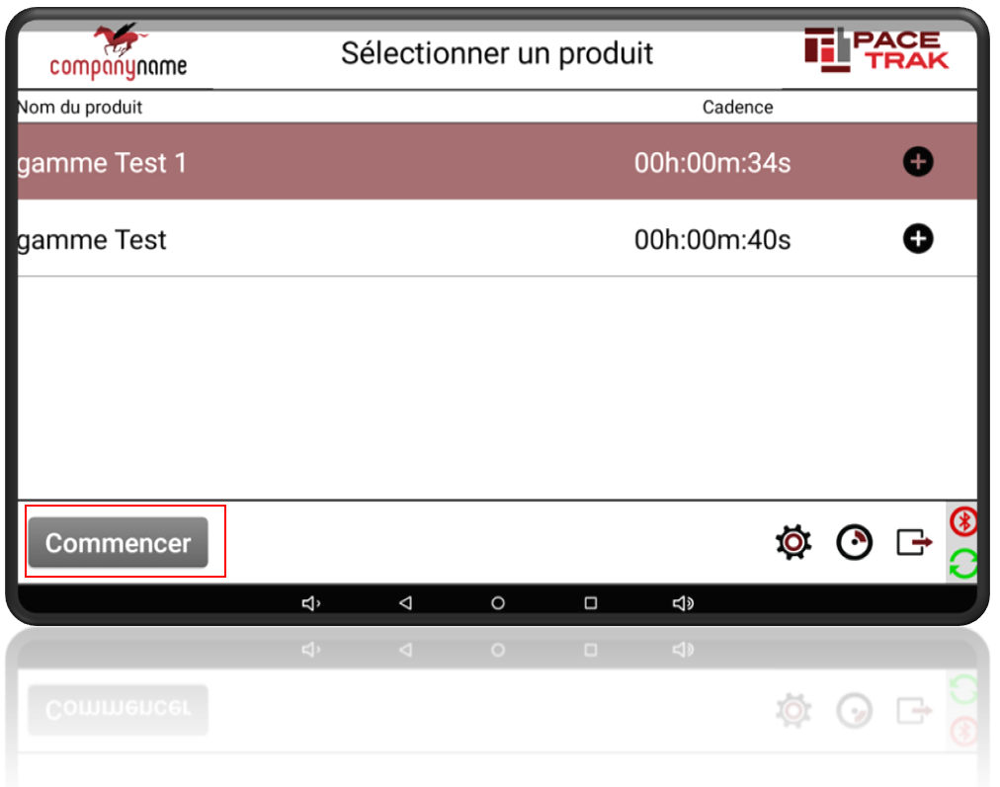 companyname
Sélectionner un produit
PACE
TRAK
Nom du produit
Cadence
gamme Test 1
00h:00m:34s
gamme Test
00h:00m:40s
Commencer